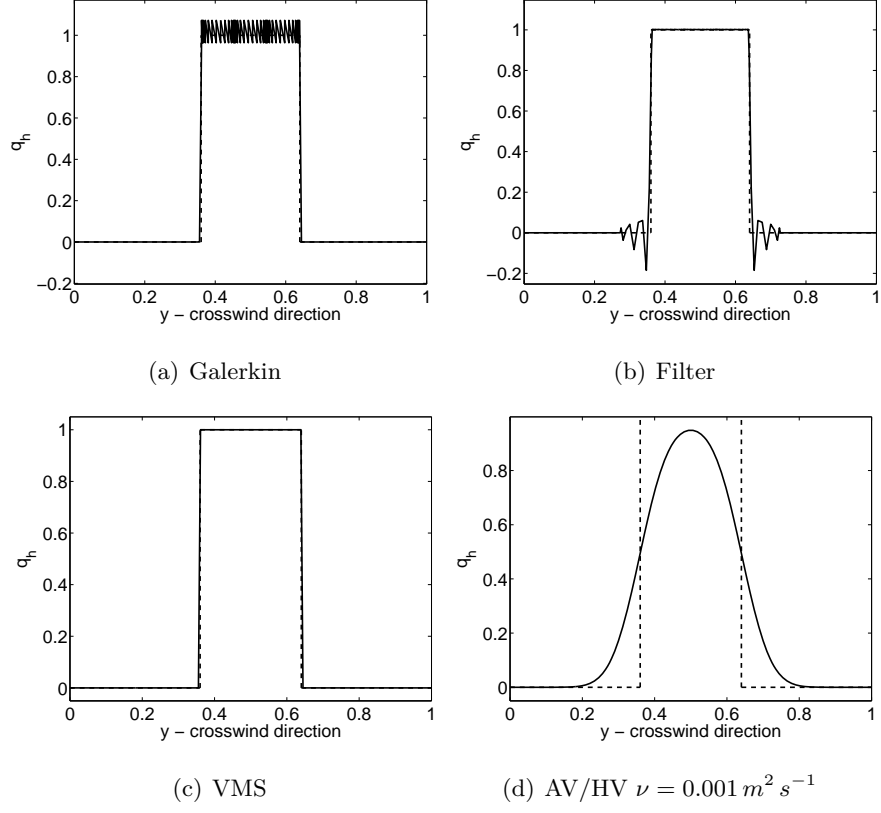 1
0.8
0.6
0.4
0.2
0
−0.2
q_h
0 0.2 0.4 0.6 0.8 1
y − crosswind direction
(a) Galerkin
1
0.8
0.6
0.4
0.2
0
−0.2
q_h
0 0.2 0.4 0.6 0.8 1
y − crosswind direction
(b) Filter
1
0.8
0.6
0.4
0.2
0
q_h
0 0.2 0.4 0.6 0.8 1
y − crosswind direction
(c) VMS
0.8
0.6
0.4
0.2
0
q_h
0 0.2 0.4 0.6 0.8 1
y − crosswind direction
(d) AV/HV ν = 0.001 m² s⁻¹